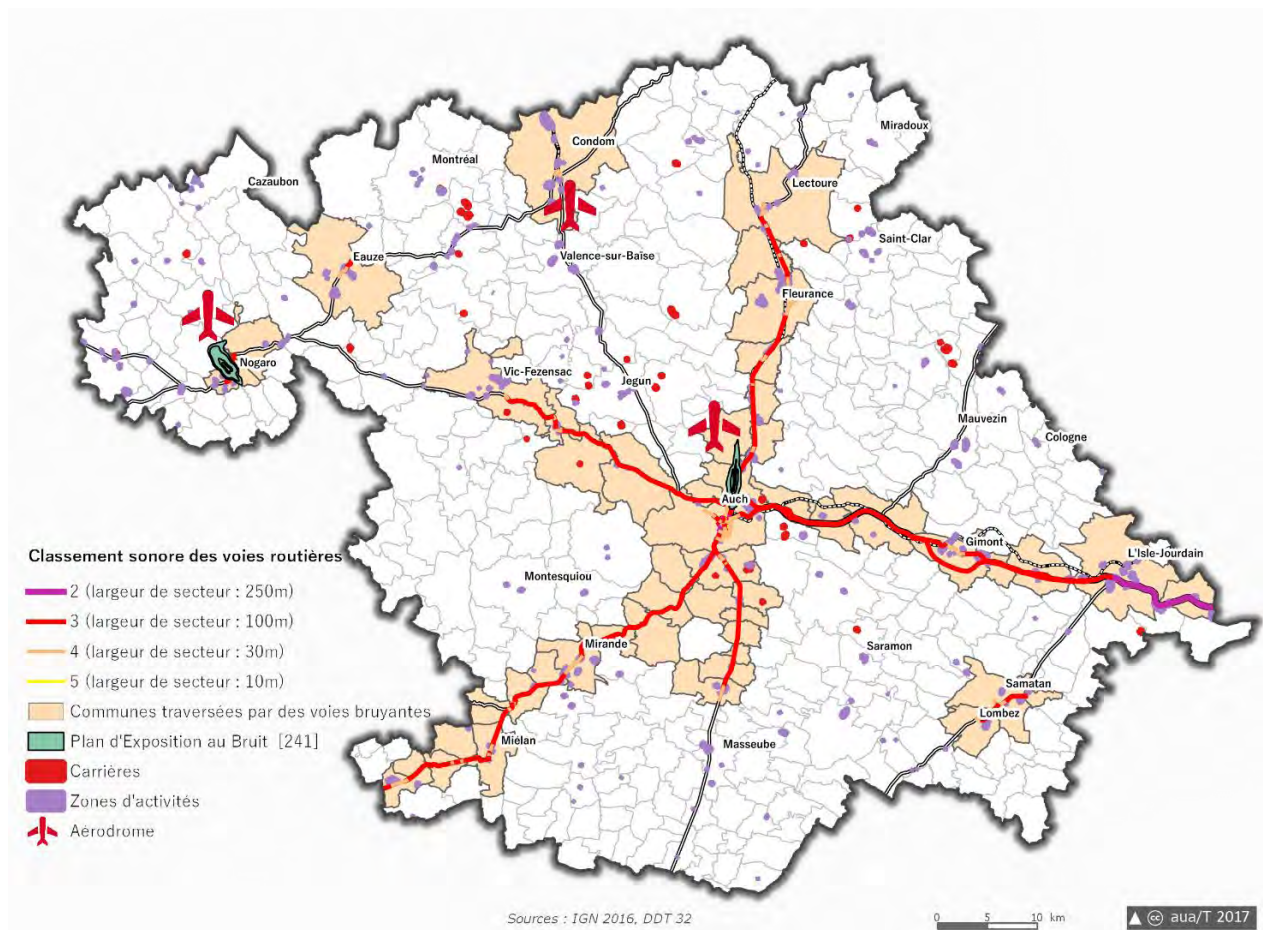 Miradoux
Condom
Montréal
Cazaubon
Lectoure
Saint-Clar
Eauze
Valence-sur-Baïse
Fleurance
Nogaro
Vic-Fezensac
Jegun
Mauvezin
Cologne
Auch
Gimont
L'Isle-Jourdain
Montesquiou
Mirande
Saramon
Samatan
Lombez
Miélan
Masseube
Classement sonore des voies routières
2 (largeur de secteur : 250m)
3 (largeur de secteur : 100m)
4 (largeur de secteur : 30m)
5 (largeur de secteur : 10m)
Communes traversées par des voies bruyantes
Plan d'Exposition au Bruit [241]
Carrières
Zones d'activités
Aérodrome
Sources : IGN 2016, DDT 32
0 5 10 km
cc aua/T 2017